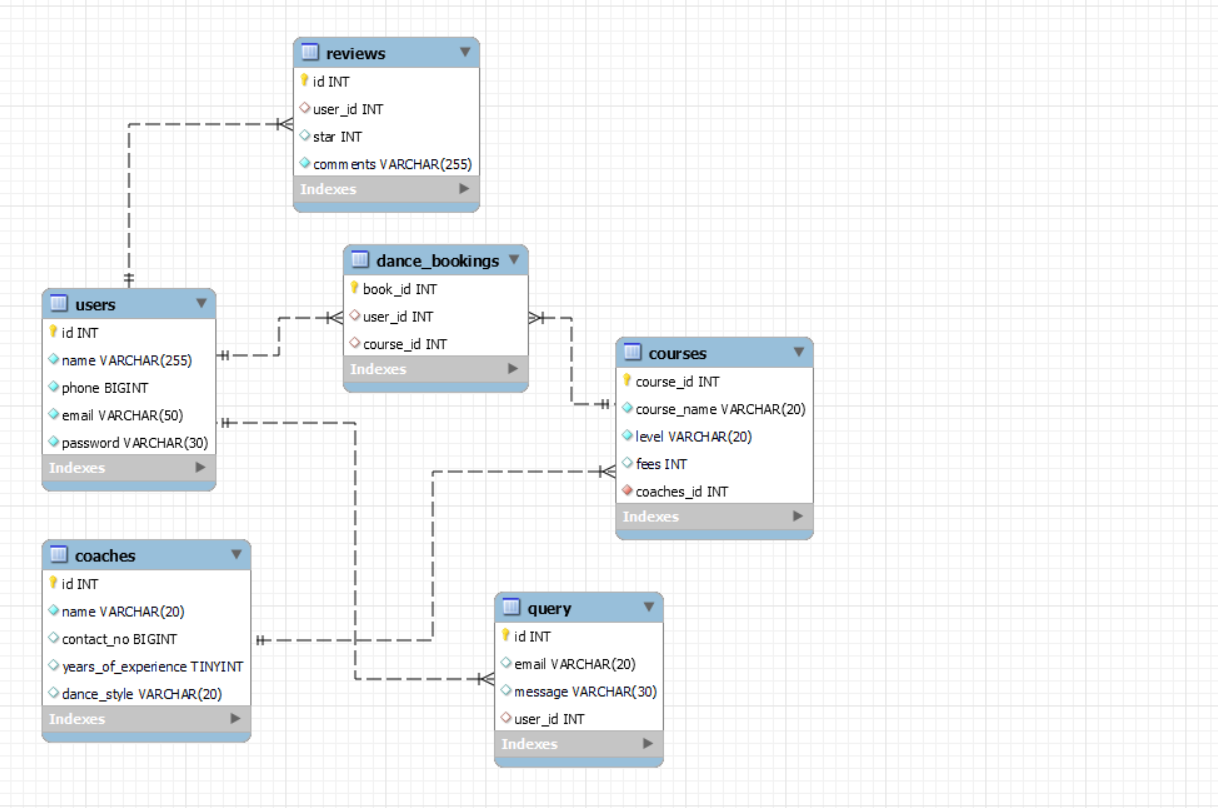 reviews
id INT
user_id INT
star INT
comments VARCHAR(255)
Indexes
dance_bookings
book_id INT
user_id INT
course_id INT
Indexes
users
id INT
name VARCHAR(255)
phone BIGINT
email VARCHAR(50)
password VARCHAR(30)
Indexes
courses
course_id INT
course_name VARCHAR(20)
level VARCHAR(20)
fees INT
coaches_id INT
Indexes
coaches
id INT
name VARCHAR(20)
contact_no BIGINT
years_of_experience TINYINT
dance_style VARCHAR(20)
Indexes
query
id INT
email VARCHAR(20)
message VARCHAR(30)
user_id INT
Indexes